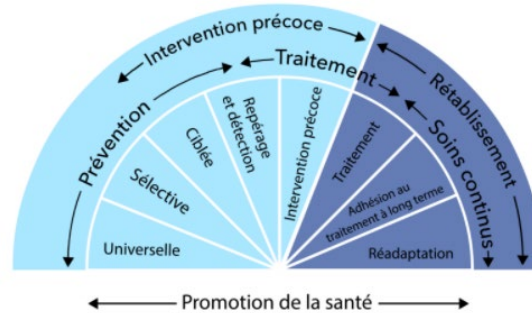 Intervention précoce
Rétablissement
Prévention
Traitement
Soins continus
Universelle
Sélective
Ciblée
Repérage
et détection
Intervention précoce
Traitement
Adhésion au
traitement à long terme
Réadaptation
Promotion de la santé